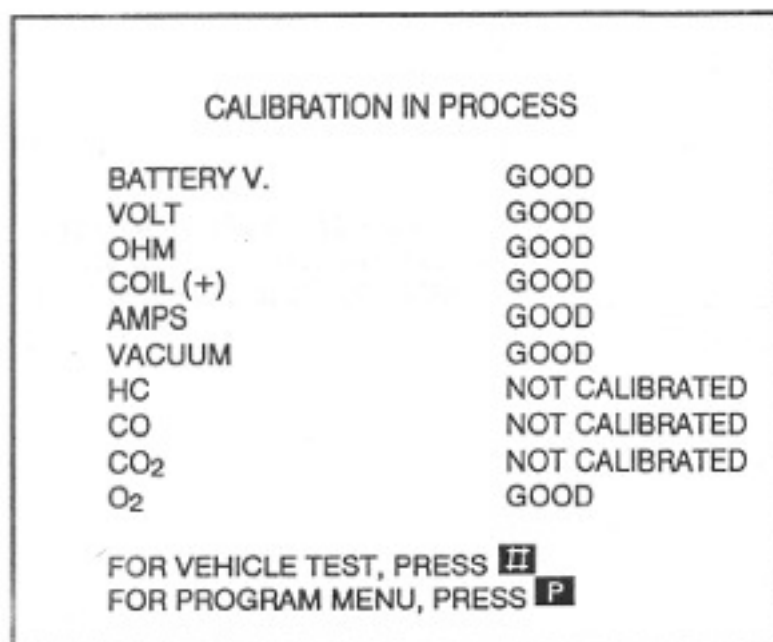 CALIBRATION IN PROCESS
BATTERY V. GOOD
VOLT GOOD
OHM GOOD
COIL (+) GOOD
AMPS GOOD
VACUUM GOOD
HC NOT CALIBRATED
CO NOT CALIBRATED
CO₂ NOT CALIBRATED
O₂ GOOD
FOR VEHICLE TEST, PRESS #
FOR PROGRAM MENU, PRESS P